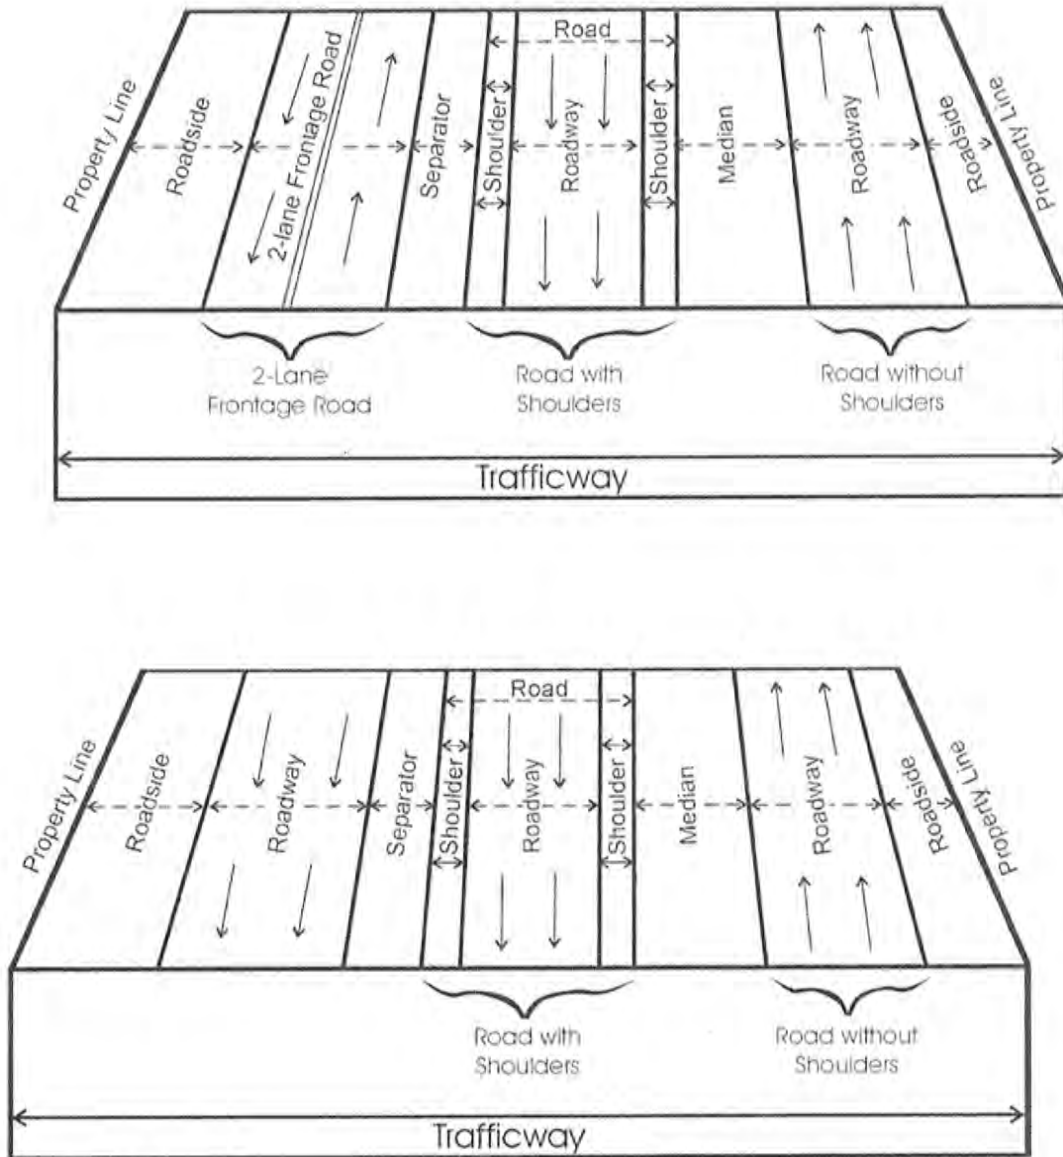 Road
Property Line
Roadside
2-lane Frontage Road
Separator
Shoulder
Roadway
Shoulder
Median
Roadway
Roadside
Property Line
2-Lane
Frontage Road
Road with
Shoulders
Road without
Shoulders
Trafficway
Road
Property Line
Roadside
Roadway
Separator
Shoulder
Roadway
Shoulder
Median
Roadway
Roadside
Property Line
Road with
Shoulders
Road without
Shoulders
Trafficway